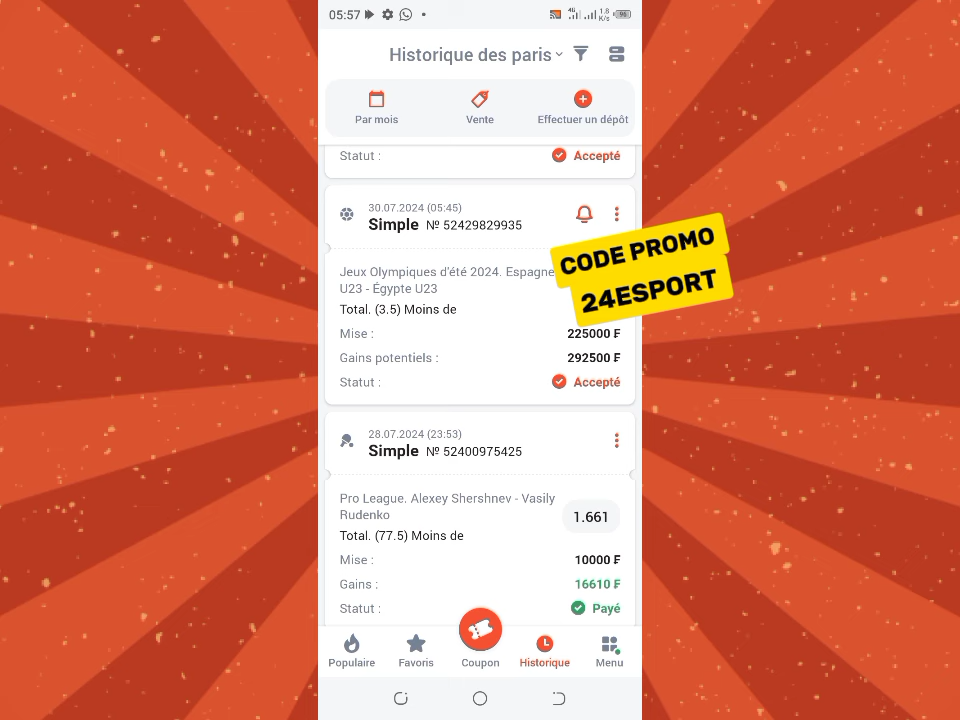 05:57
4G
1.8
K/s
96
Historique des paris
Par mois
Vente
Effectuer un dépôt
Statut :
Accepté
30.07.2024 (05:45)
Simple № 52429829935
CODE PROMO
24ESPORT
Jeux Olympiques d'été 2024. Espagne
U23 - Égypte U23
Total. (3.5) Moins de
Mise :
225000 ₣
Gains potentiels :
292500 ₣
Statut :
Accepté
28.07.2024 (23:53)
Simple № 52400975425
Pro League. Alexey Shershnev - Vasily
Rudenko
1.661
Total. (77.5) Moins de
Mise :
10000 ₣
Gains :
16610 ₣
Statut :
Payé
Populaire
Favoris
Coupon
Historique
Menu